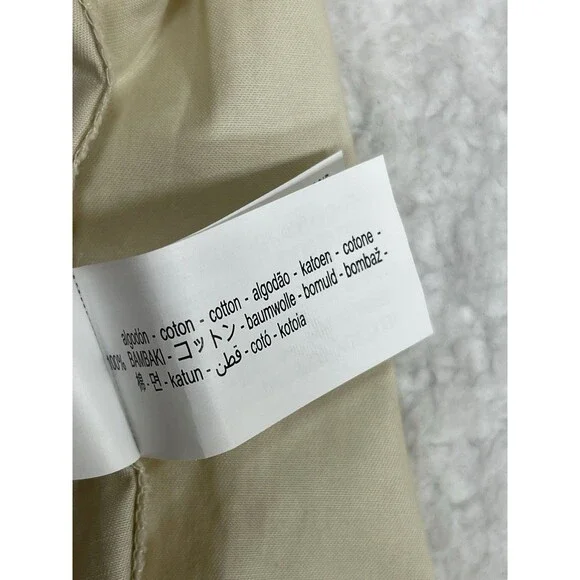 algodón - coton - cotton - algodão - katoen - cotone -
100% BAMBAKI - コットン - baumwolle - bomuld - bombaž -
棉 - 면 - katun - قطن - cotó - kotoia